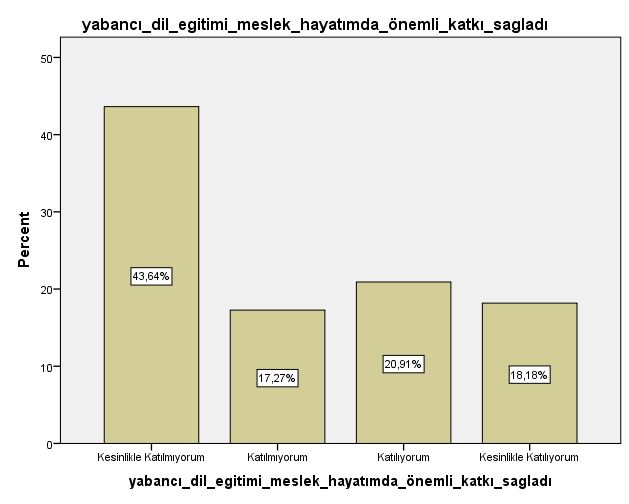 yabancı_dil_egitimi_meslek_hayatımda_önemli_katkı_sagladı
50
40
30
20
10
0
Percent
43,64%
17,27%
20,91%
18,18%
Kesinlikle Katılmıyorum
Katılmıyorum
Katılıyorum
Kesinlikle Katılıyorum
yabancı_dil_egitimi_meslek_hayatımda_önemli_katkı_sagladı